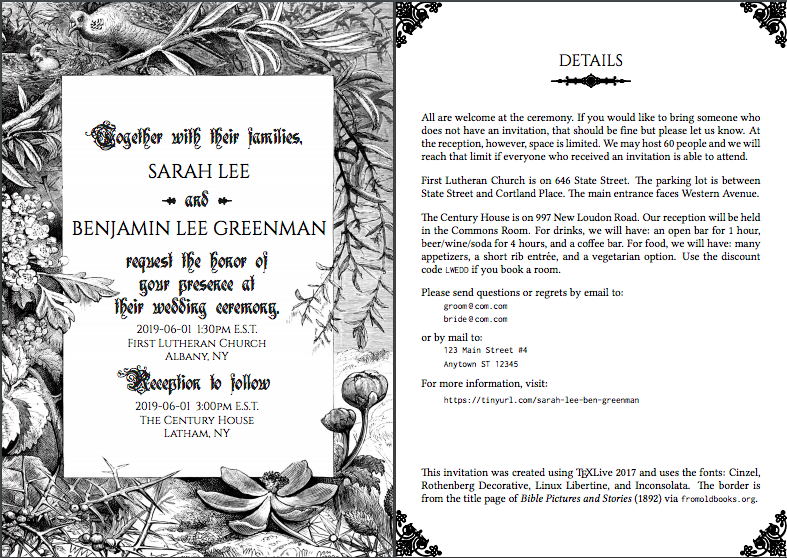 Together with their families,
SARAH LEE
and
BENJAMIN LEE GREENMAN
request the honor of
your presence at
their wedding ceremony.
2019-06-01 1:30PM E.S.T.
First Lutheran Church
Albany, NY
Reception to follow
2019-06-01 3:00PM E.S.T.
The Century House
Latham, NY
DETAILS
All are welcome at the ceremony. If you would like to bring someone who
does not have an invitation, that should be fine but please let us know. At
the reception, however, space is limited. We may host 60 people and we will
reach that limit if everyone who received an invitation is able to attend.
First Lutheran Church is on 646 State Street. The parking lot is between
State Street and Cortland Place. The main entrance faces Western Avenue.
The Century House is on 997 New Loudon Road. Our reception will be held
in the Commons Room. For drinks, we will have: an open bar for 1 hour,
beer/wine/soda for 4 hours, and a coffee bar. For food, we will have: many
appetizers, a short rib entrée, and a vegetarian option. Use the discount
code LWEDD if you book a room.
Please send questions or regrets by email to:
groom@com.com
bride@com.com
or by mail to:
123 Main Street #4
Anytown ST 12345
For more information, visit:
https://tinyurl.com/sarah-lee-ben-greenman
This invitation was created using TEXLive 2017 and uses the fonts: Cinzel,
Rothenberg Decorative, Linux Libertine, and Inconsolata. The border is
from the title page of Bible Pictures and Stories (1892) via fromoldbooks.org.